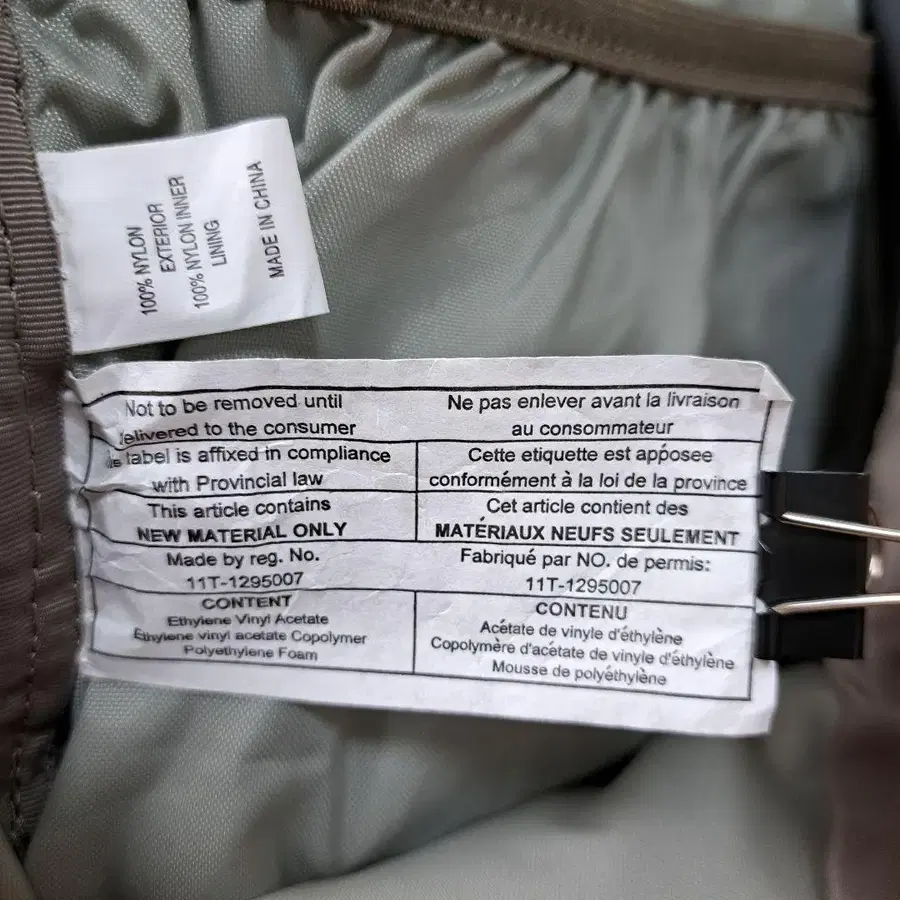 100% NYLON
EXTERIOR
100% NYLON INNER
LINING
MADE IN CHINA
Not to be removed until
delivered to the consumer
label is affixed in compliance
with Provincial law
This article contains
NEW MATERIAL ONLY
Made by reg. No.
11T-1295007
CONTENT
Ethylene Vinyl Acetate
Ethylene vinyl acetate Copolymer
Polyethylene Foam
Ne pas enlever avant la livraison
au consommateur
Cette etiquette est apposee
conformément à la loi de la province
Cet article contient des
MATÉRIAUX NEUFS SEULEMENT
Fabriqué par NO. de permis:
11T-1295007
CONTENU
Acétate de vinyle d'éthylène
Copolymère d'acétate de vinyle d'éthylène
Mousse de polyéthylène